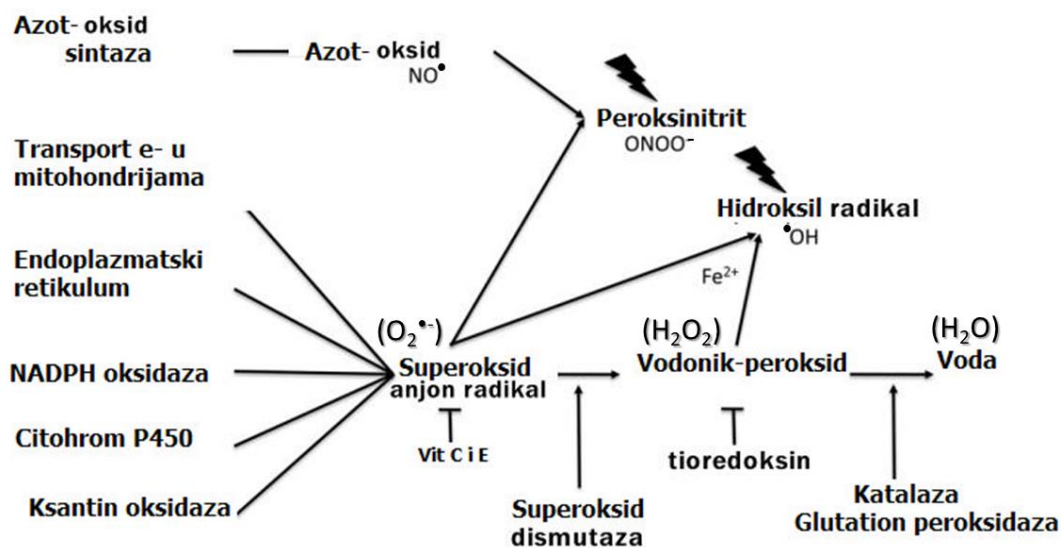 Azot- oksid
sintaza
Azot- oksid
NO•
Peroksinitrit
ONOO⁻
Transport e- u
mitohondrijama
Hidroksil radikal
•OH
Endoplazmatski
retikulum
Fe²⁺
(O₂•⁻)
(H₂O₂)
(H₂O)
NADPH oksidaza
Superoksid
anjon radikal
Vodonik-peroksid
Voda
Citohrom P450
Vit C i E
tioredoksin
Ksantin oksidaza
Superoksid
dismutaza
Katalaza
Glutation peroksidaza